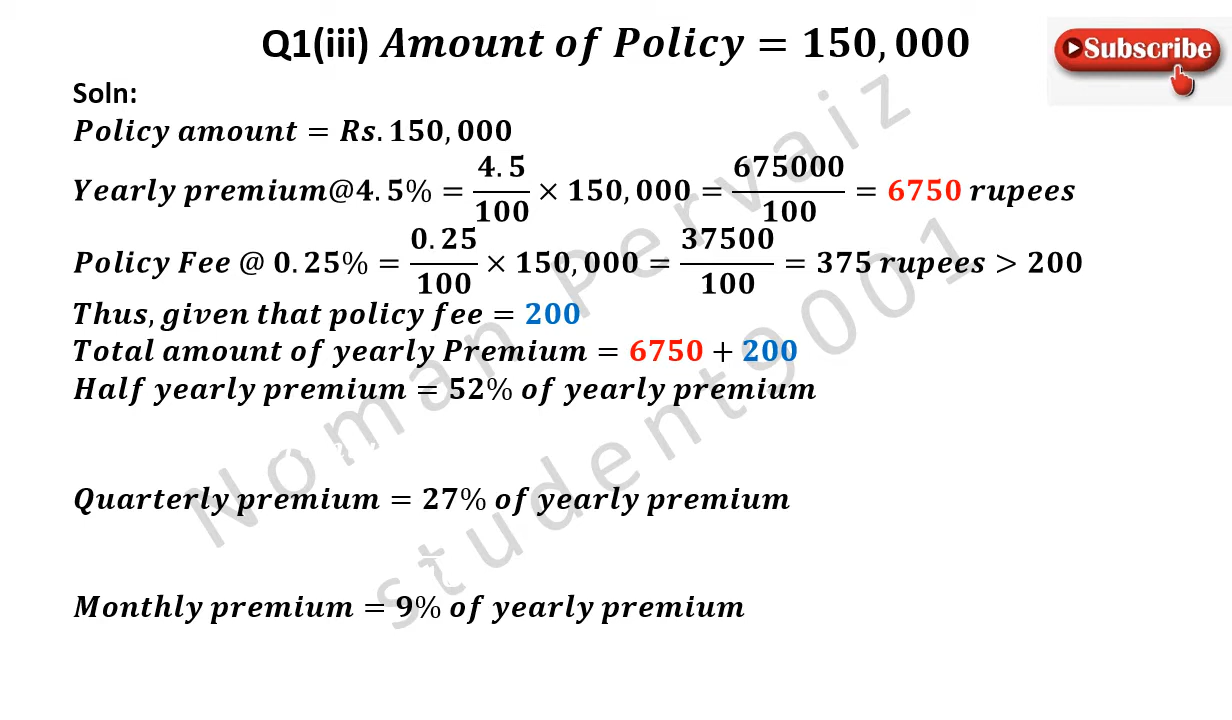 Q1(iii) Amount of Policy = 150,000
Subscribe
Soln:
Policy amount = Rs. 150,000
Yearly premium@4.5% = 4.5/100 × 150,000 = 675000/100 = 6750 rupees
Policy Fee @ 0.25% = 0.25/100 × 150,000 = 37500/100 = 375 rupees > 200
Thus, given that policy fee = 200
Total amount of yearly Premium = 6750 + 200
Half yearly premium = 52% of yearly premium
Quarterly premium = 27% of yearly premium
Monthly premium = 9% of yearly premium
Noman Pervaiz
student9001